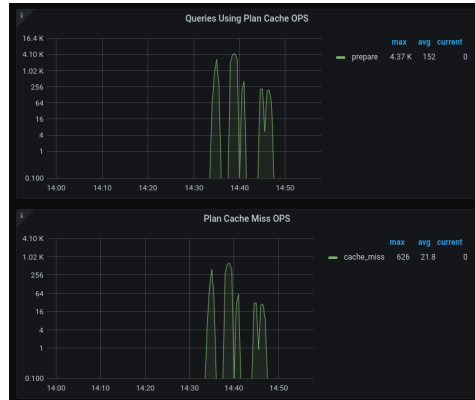 Queries Using Plan Cache OPS
16.4 K
4.10 K
1.02 K
256
64
16
4
1
0.100
14:00 14:10 14:20 14:30 14:40 14:50
max avg current
prepare 4.37 K 152 0
Plan Cache Miss OPS
4.10 K
1.02 K
256
64
16
4
1
0.100
14:00 14:10 14:20 14:30 14:40 14:50
max avg current
cache_miss 626 21.8 0